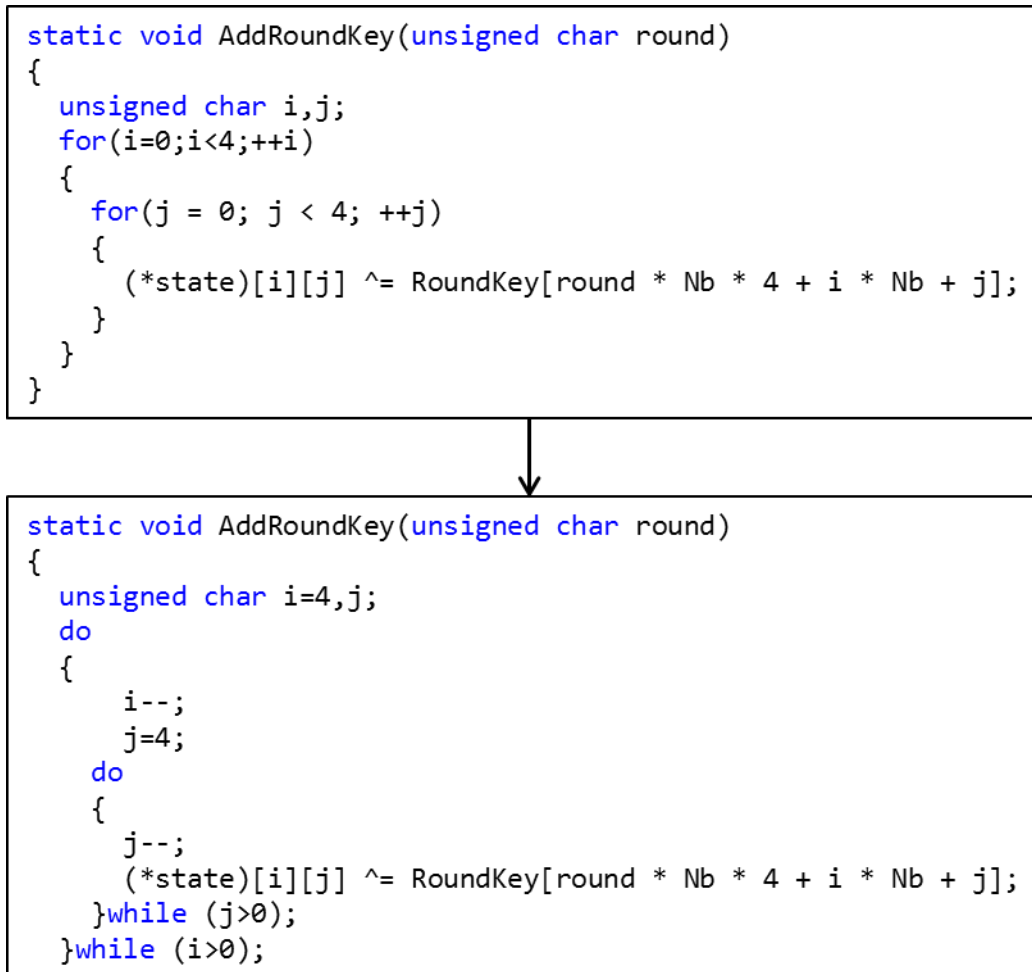 static void AddRoundKey(unsigned char round)
{
  unsigned char i,j;
  for(i=0;i<4;++i)
  {
    for(j = 0; j < 4; ++j)
    {
      (*state)[i][j] ^= RoundKey[round * Nb * 4 + i * Nb + j];
    }
  }
}
static void AddRoundKey(unsigned char round)
{
  unsigned char i=4,j;
  do
  {
      i--;
      j=4;
    do
    {
      j--;
      (*state)[i][j] ^= RoundKey[round * Nb * 4 + i * Nb + j];
    }while (j>0);
  }while (i>0);